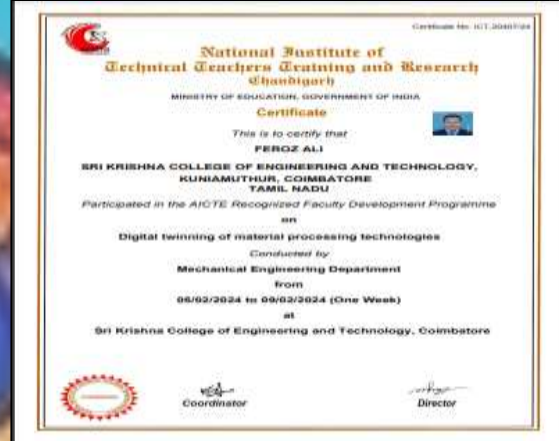 Certificate No: ICT
National Institute of
Technical Teachers Training and Research
Chandigarh
MINISTRY OF EDUCATION, GOVERNMENT OF INDIA
Certificate
This is to certify that
FEROZ ALI
SRI KRISHNA COLLEGE OF ENGINEERING AND TECHNOLOGY,
KUNIAMUTHUR, COIMBATORE
TAMIL NADU
Participated in the AICTE Recognized Faculty Development Programme
on
Digital twinning of material processing technologies
Conducted by
Mechanical Engineering Department
from
to 09/02/2024 (One Week)
at
Sri Krishna College of Engineering and Technology, Coimbatore
Coordinator
Director